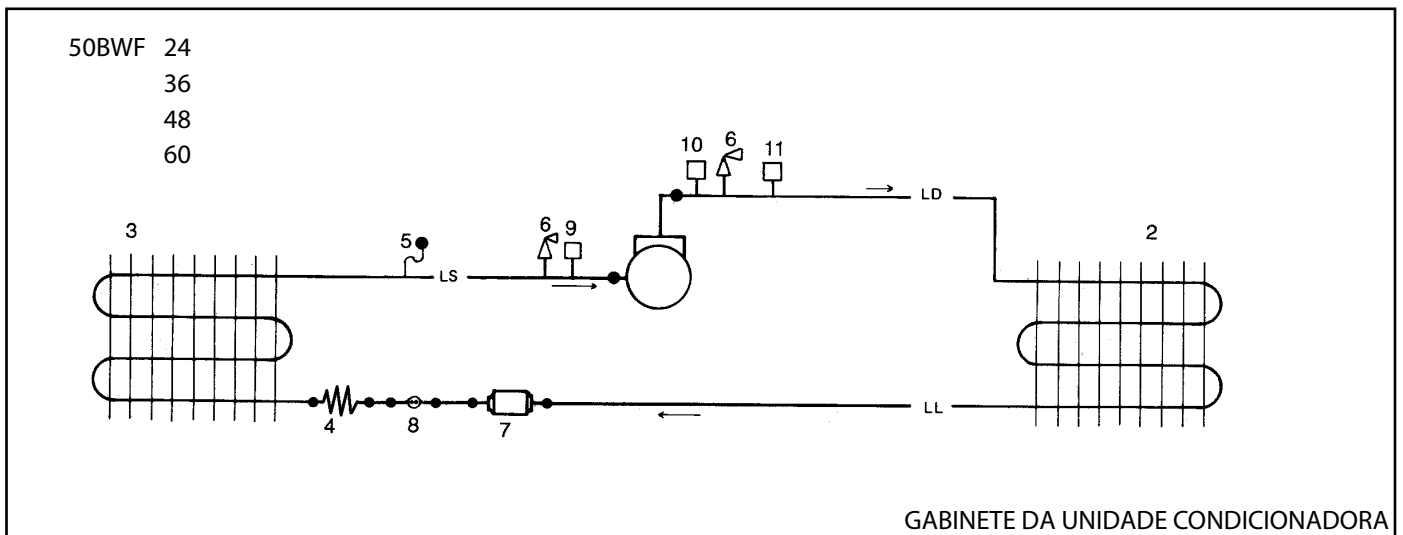 50BWF 24
36
48
60
10 6 11
LD
3
2
5
6 9
LS
4 8 7
LL
GABINETE DA UNIDADE CONDICIONADORA